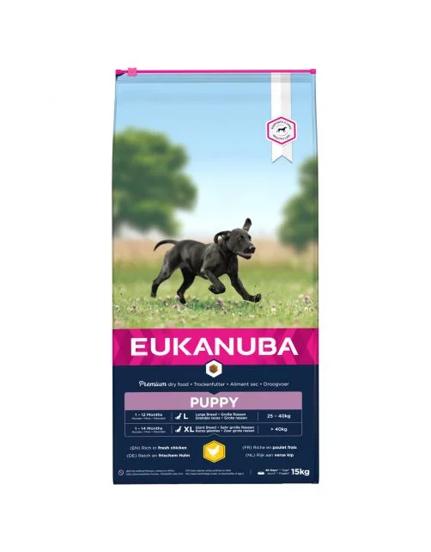 EUKANUBA
Premium dry food • Trockenfutter • Aliment sec • Droogvoer
PUPPY
1 - 12 Months
L
Large Breed • Große Rassen
25 - 40kg
1 - 14 Months
XL
Giant Breed • Sehr große Rassen
> 40kg
(EN) Rich in fresh chicken
(FR) Riche en poulet frais
(DE) Reich an frischem Huhn
(NL) Rijk aan verse kip
15kg